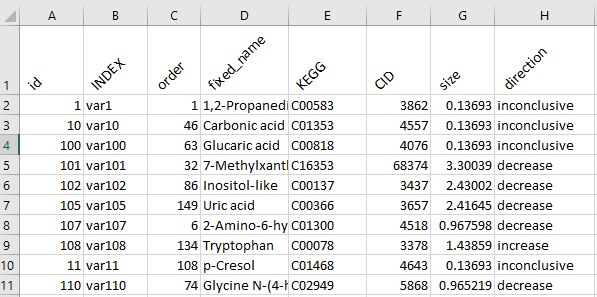 A B C D E F G H
1 id INDEX order fixed_name KEGG CID size direction
2 1 var1 1 1,2-Propanedi C00583 3862 0.13693 inconclusive
3 10 var10 46 Carbonic acid C01353 4557 0.13693 inconclusive
4 100 var100 63 Glucaric acid C00818 4076 0.13693 inconclusive
5 101 var101 32 7-Methylxant C16353 68374 3.30039 decrease
6 102 var102 86 Inositol-like C00137 3437 2.43002 decrease
7 105 var105 149 Uric acid C00366 3657 2.41645 decrease
8 107 var107 6 2-Amino-6-hy C01300 4518 0.967598 decrease
9 108 var108 134 Tryptophan C00078 3378 1.43859 increase
10 11 var11 108 p-Cresol C01468 4643 0.13693 inconclusive
11 110 var110 74 Glycine N-(4-h C02949 5868 0.965219 decrease